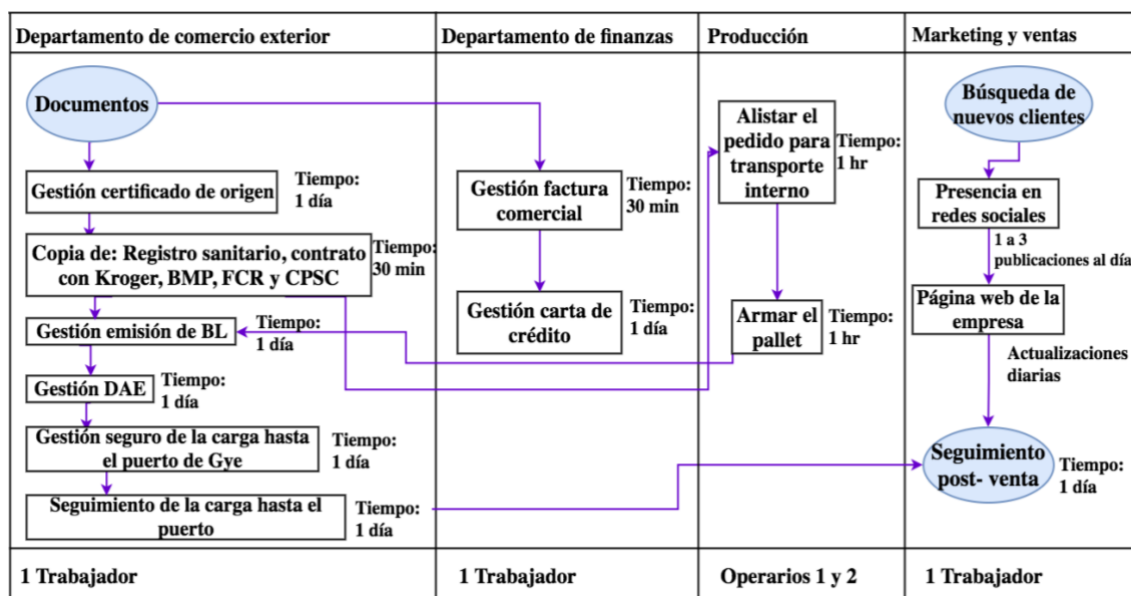 Departamento de comercio exterior
Departamento de finanzas
Producción
Marketing y ventas
Documentos
Gestión certificado de origen
Tiempo:
1 día
Copia de: Registro sanitario, contrato
con Kroger, BMP, FCR y CPSC
Tiempo:
30 min
Gestión emisión de BL
Tiempo:
1 día
Gestión DAE
Tiempo:
1 día
Gestión seguro de la carga hasta
el puerto de Gye
Tiempo:
1 día
Seguimiento de la carga hasta el
puerto
Tiempo:
1 día
Gestión factura
comercial
Tiempo:
30 min
Gestión carta de
crédito
Tiempo:
1 día
Alistar el
pedido para
transporte
interno
Tiempo:
1 hr
Armar el
pallet
Tiempo:
1 hr
Búsqueda de
nuevos clientes
Presencia en
redes sociales
1 a 3
publicaciones al día
Página web de la
empresa
Actualizaciones
diarias
Seguimiento
post- venta
Tiempo:
1 día
1 Trabajador
1 Trabajador
Operarios 1 y 2
1 Trabajador